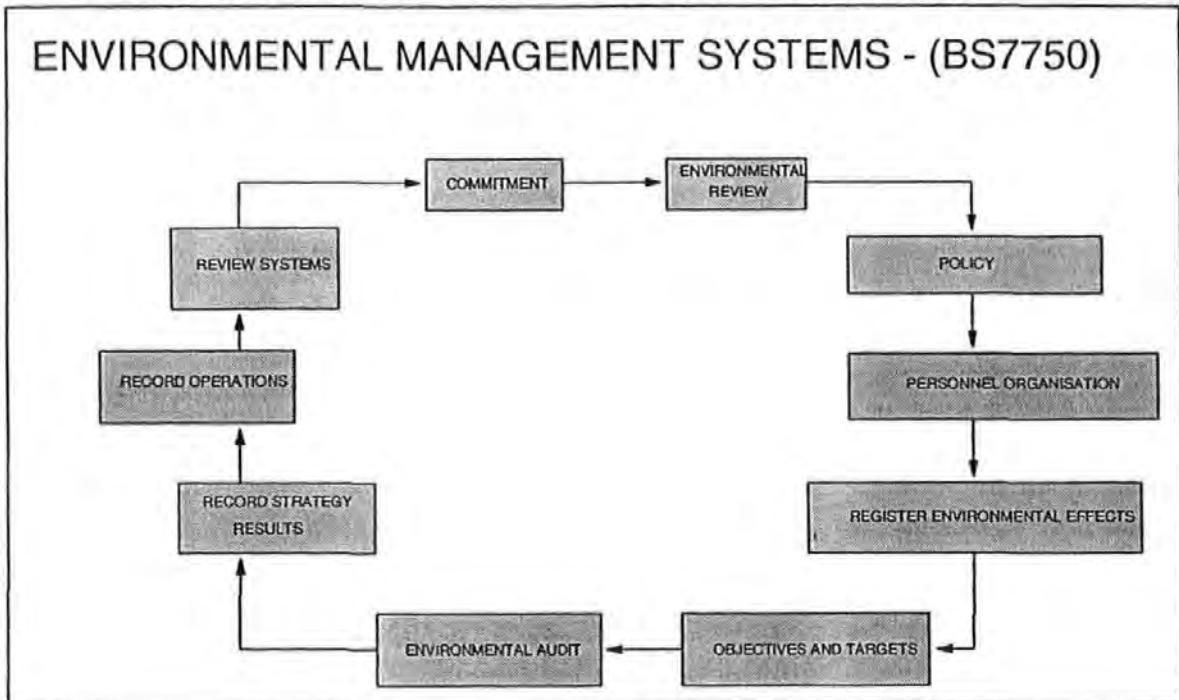 ENVIRONMENTAL MANAGEMENT SYSTEMS - (BS7750)
COMMITMENT
ENVIRONMENTAL
REVIEW
POLICY
PERSONNEL ORGANISATION
REGISTER ENVIRONMENTAL EFFECTS
OBJECTIVES AND TARGETS
ENVIRONMENTAL AUDIT
RECORD STRATEGY
RESULTS
RECORD OPERATIONS
REVIEW SYSTEMS